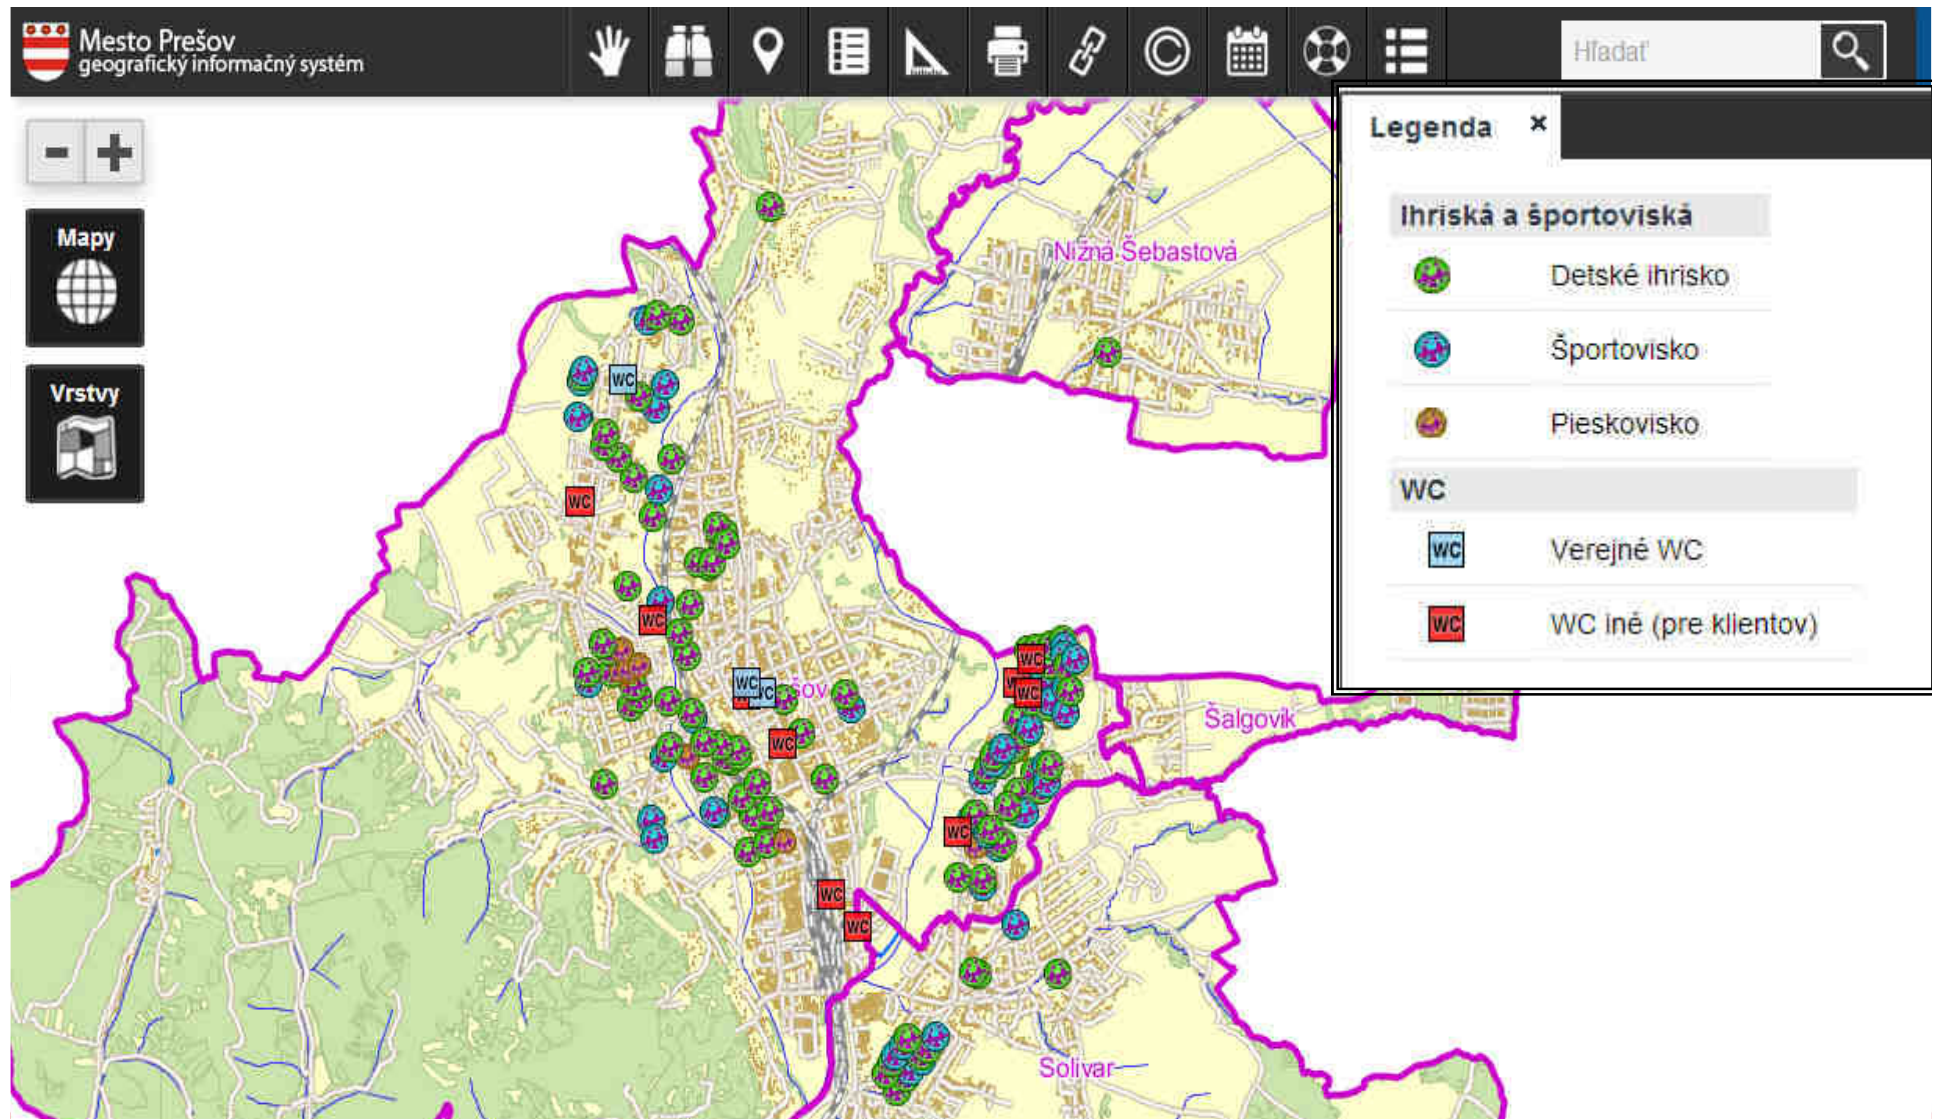 Mesto Prešov
geografický informačný systém
Hľadať
Legenda
Mapy
Vrstvy
Ihriská a športoviská
Detské ihrisko
Športovisko
Pieskovisko
WC
Verejné WC
WC iné (pre klientov)
Nižná Šebastová
WC
WC
WC
WC
WC
WC
WC
šov
WC
WC
Šalgovík
WC
WC
WC
Solivar
WC
WC